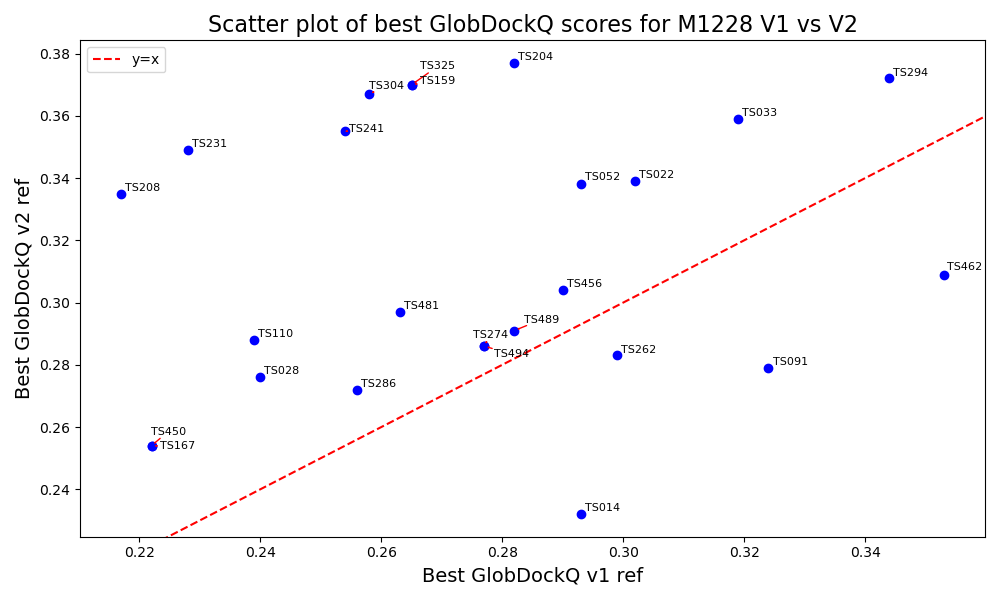 Scatter plot of best GlobDockQ scores for M1228 V1 vs V2
y=x
TS325
TS204
TS159
TS304
TS294
TS033
TS241
TS231
TS208
TS052
TS022
TS462
TS456
TS481
TS489
TS110
TS274
TS494
TS262
TS091
TS028
TS286
TS450
TS167
TS014
0.38
0.36
0.34
0.32
0.30
0.28
0.26
0.24
Best GlobDockQ v2 ref
0.22 0.24 0.26 0.28 0.30 0.32 0.34
Best GlobDockQ v1 ref